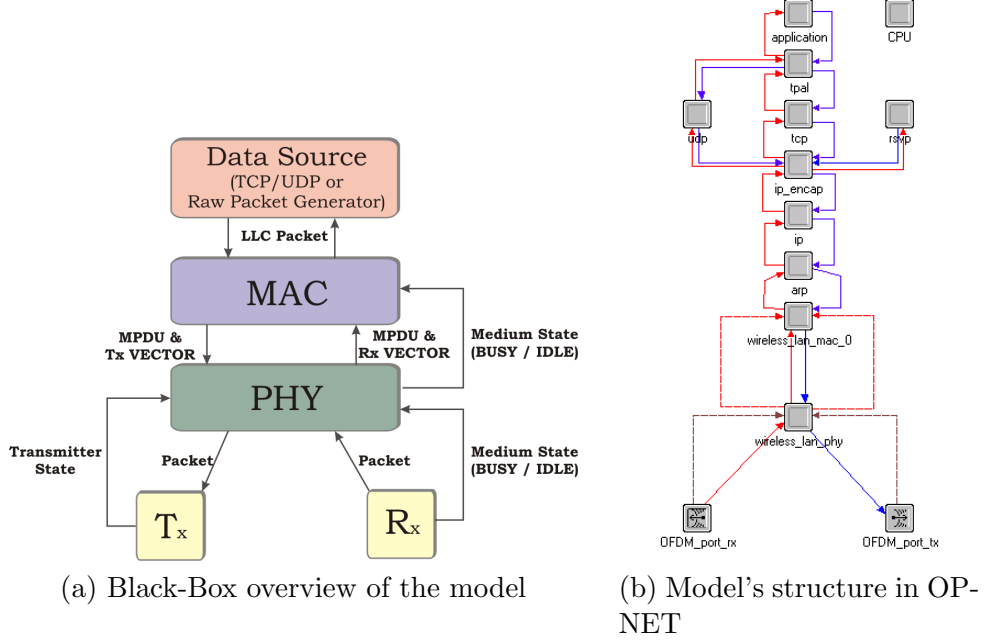 Data Source
(TCP/UDP or
Raw Packet Generator)
LLC Packet
MAC
MPDU &
Tx VECTOR
MPDU &
Rx VECTOR
Medium State
(BUSY / IDLE)
PHY
Transmitter
State
Packet
Packet
Medium State
(BUSY / IDLE)
Tx
Rx
(a) Black-Box overview of the model
application
CPU
tpal
udp
tcp
rsvp
ip_encap
ip
arp
wireless_lan_mac_0
wireless_lan_phy
OFDM_port_rx
OFDM_port_tx
(b) Model's structure in OP-
NET